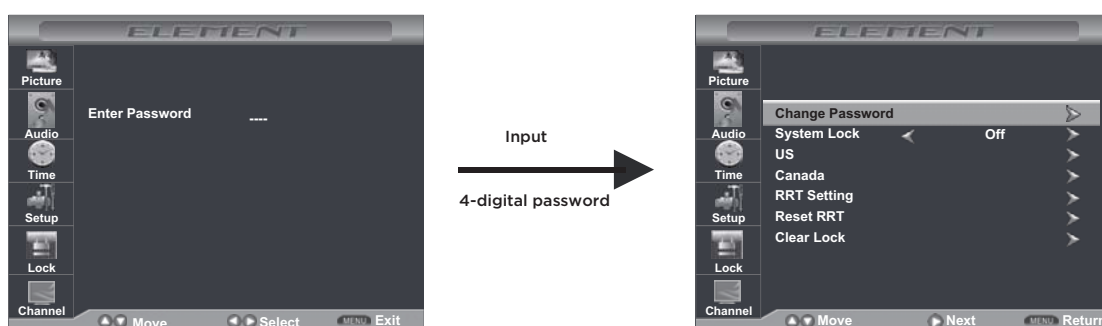 ELEMENT
Picture
Enter Password ----
Audio
Time
Setup
Lock
Channel
Move Select MENU Exit
Input
4-digital password
ELEMENT
Picture
Change Password
Audio
System Lock Off
US
Time
Canada
RRT Setting
Setup
Reset RRT
Clear Lock
Lock
Channel
Move Next MENU Return